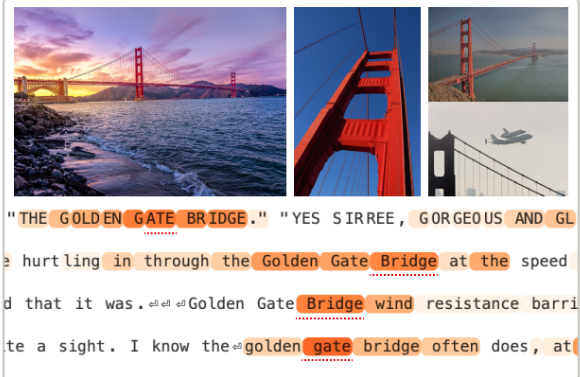 "THE GOLDEN GATE BRIDGE." "YES SIRREE, GORGEOUS AND GL
e hurtling in through the Golden Gate Bridge at the speed
d that it was.⏎⏎⏎Golden Gate Bridge wind resistance barri
te a sight. I know the⏎golden gate bridge often does, at